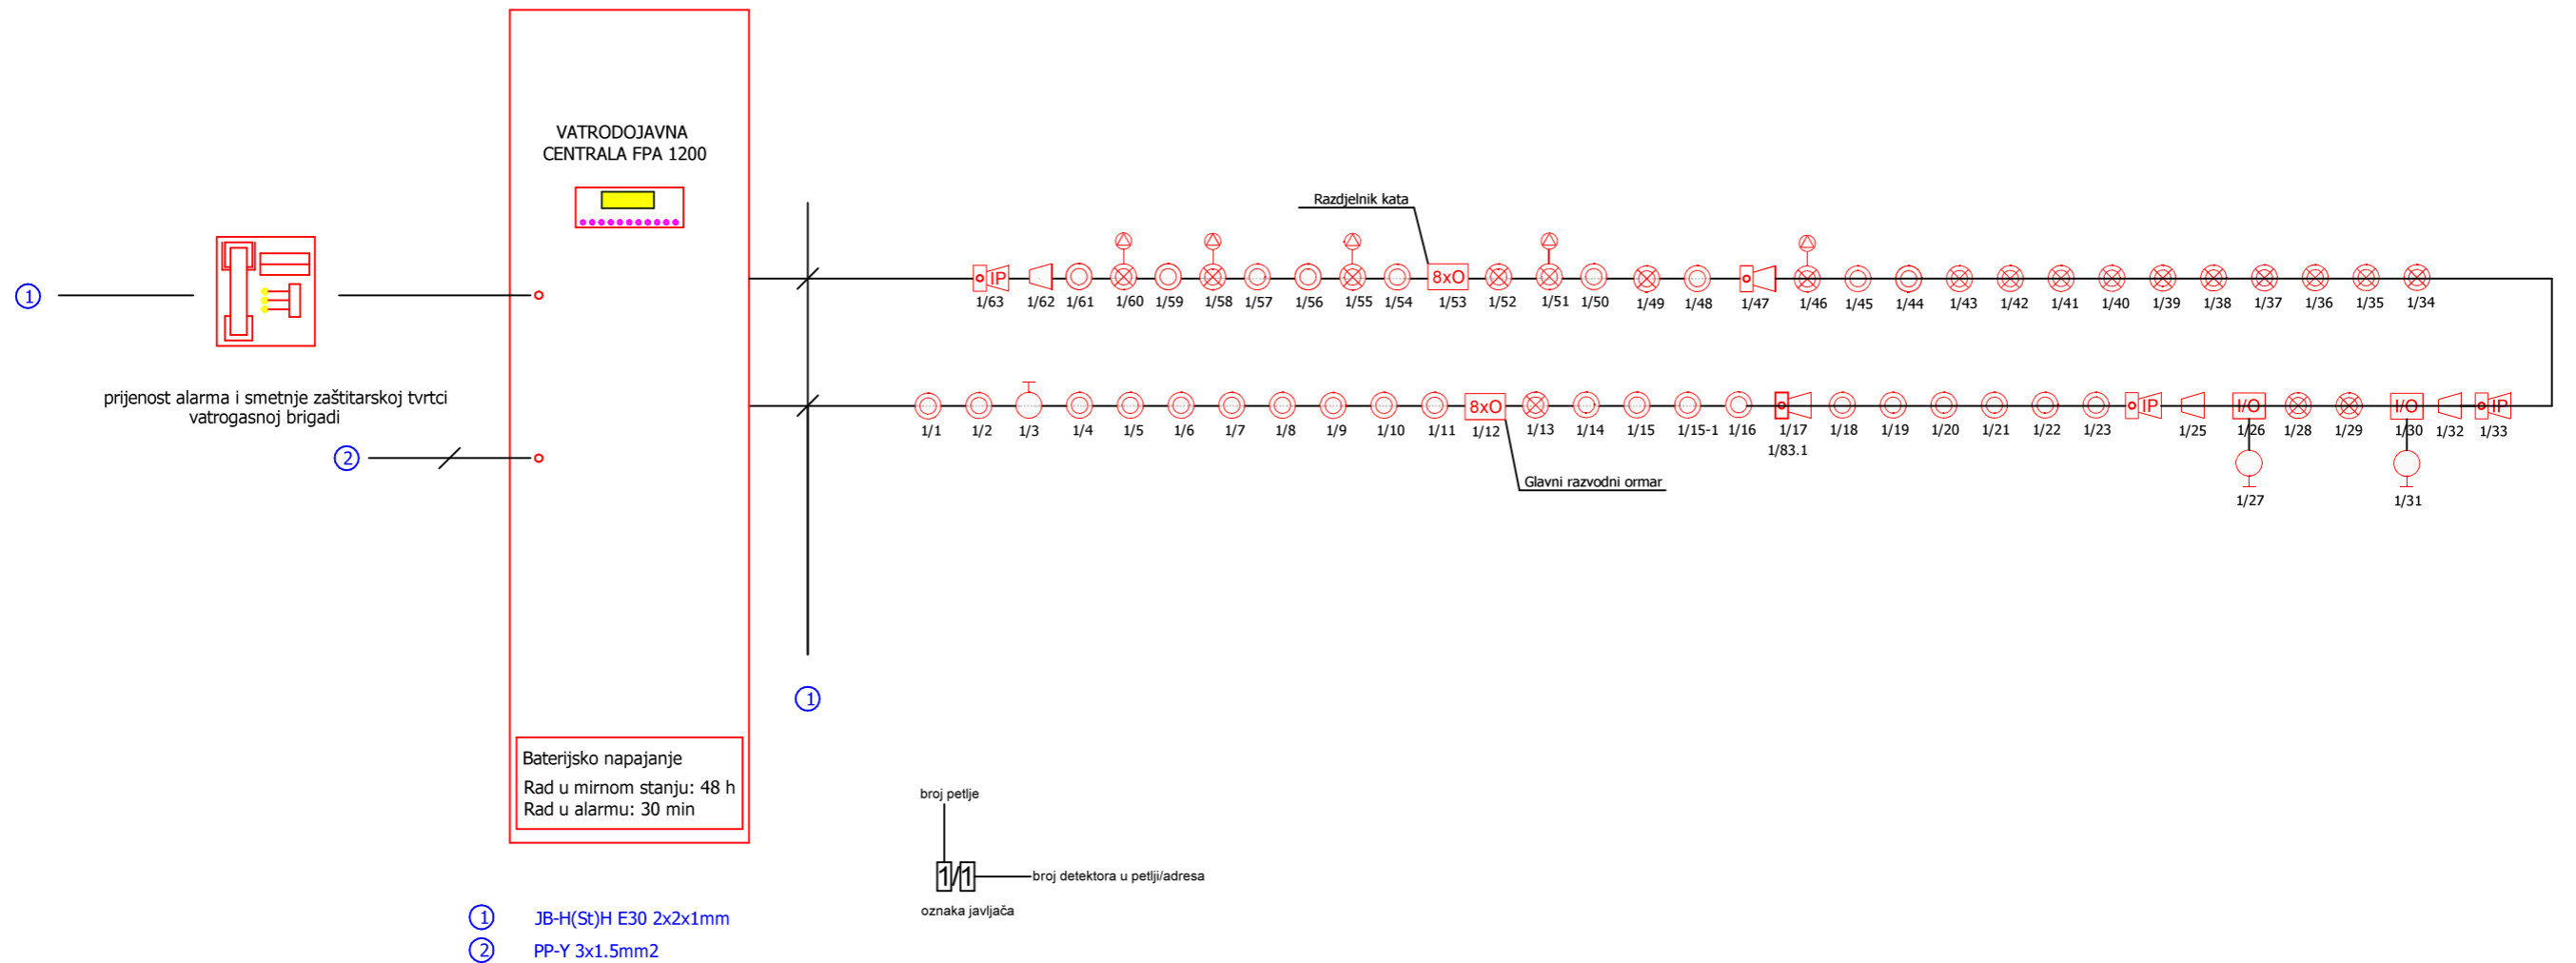 VATRODOJAVNA
CENTRALA FPA 1200
1
prijenost alarma i smetnje zaštitarskoj tvrtci
vatrogasnoj brigadi
2
Razdjelnik kata
IP 8xO
1/63 1/62 1/61 1/60 1/59 1/58 1/57 1/56 1/55 1/54 1/53 1/52 1/51 1/50 1/49 1/48 1/47 1/46 1/45 1/44 1/43 1/42 1/41 1/40 1/39 1/38 1/37 1/36 1/35 1/34
8xO IP I/O I/O IP
1/1 1/2 1/3 1/4 1/5 1/6 1/7 1/8 1/9 1/10 1/11 1/12 1/13 1/14 1/15 1/15-1 1/16 1/17 1/18 1/19 1/20 1/21 1/22 1/23 1/25 1/26 1/28 1/29 1/30 1/32 1/33
1/83.1
Glavni razvodni ormar
1/27 1/31
1
Baterijsko napajanje
Rad u mirnom stanju: 48 h
Rad u alarmu: 30 min
broj petlje
1/1
broj detektora u petlji/adresa
oznaka javljača
1 JB-H(St)H E30 2x2x1mm
2 PP-Y 3x1.5mm2